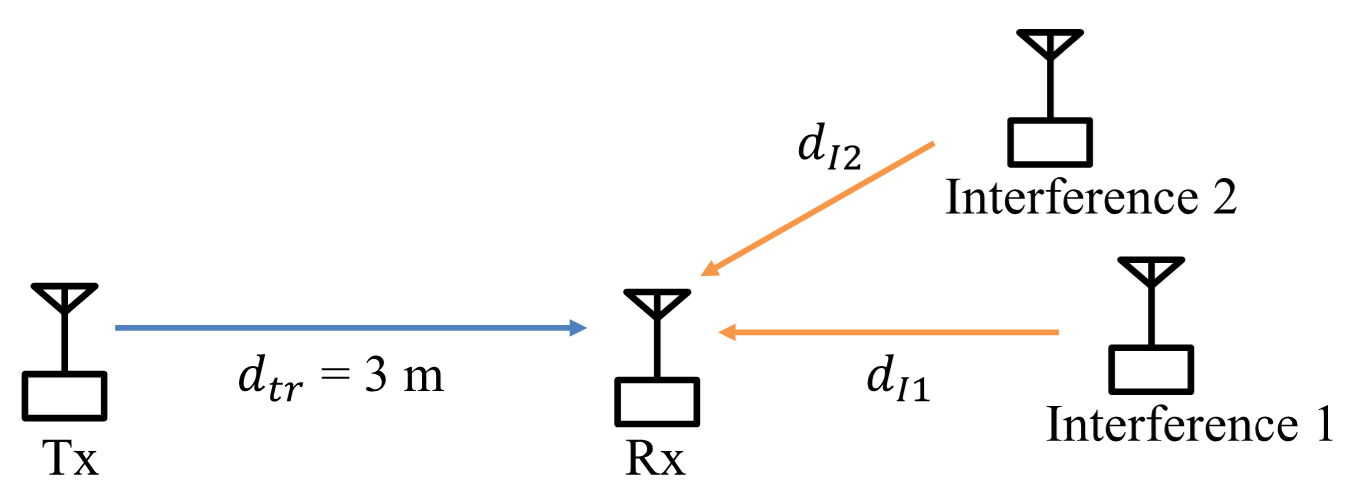 d_{I2}
Interference 2
d_{tr} = 3 m
d_{I1}
Interference 1
Tx
Rx